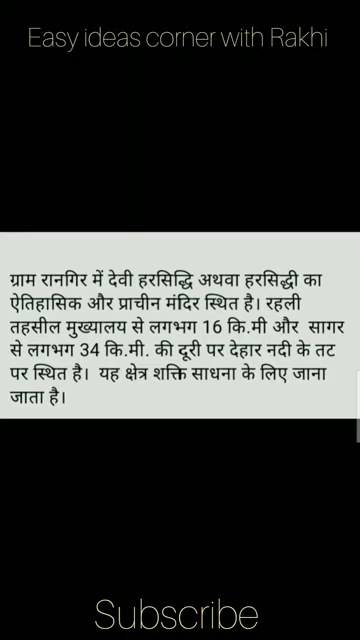 Easy ideas corner with Rakhi
ग्राम रानगिर में देवी हरसिद्धि अथवा हरसिद्धी का
ऐतिहासिक और प्राचीन मंदिर स्थित है। रहली
तहसील मुख्यालय से लगभग 16 कि.मी और सागर
से लगभग 34 कि.मी. की दूरी पर देहार नदी के तट
पर स्थित है। यह क्षेत्र शक्ति साधना के लिए जाना
जाता है।
Subscribe